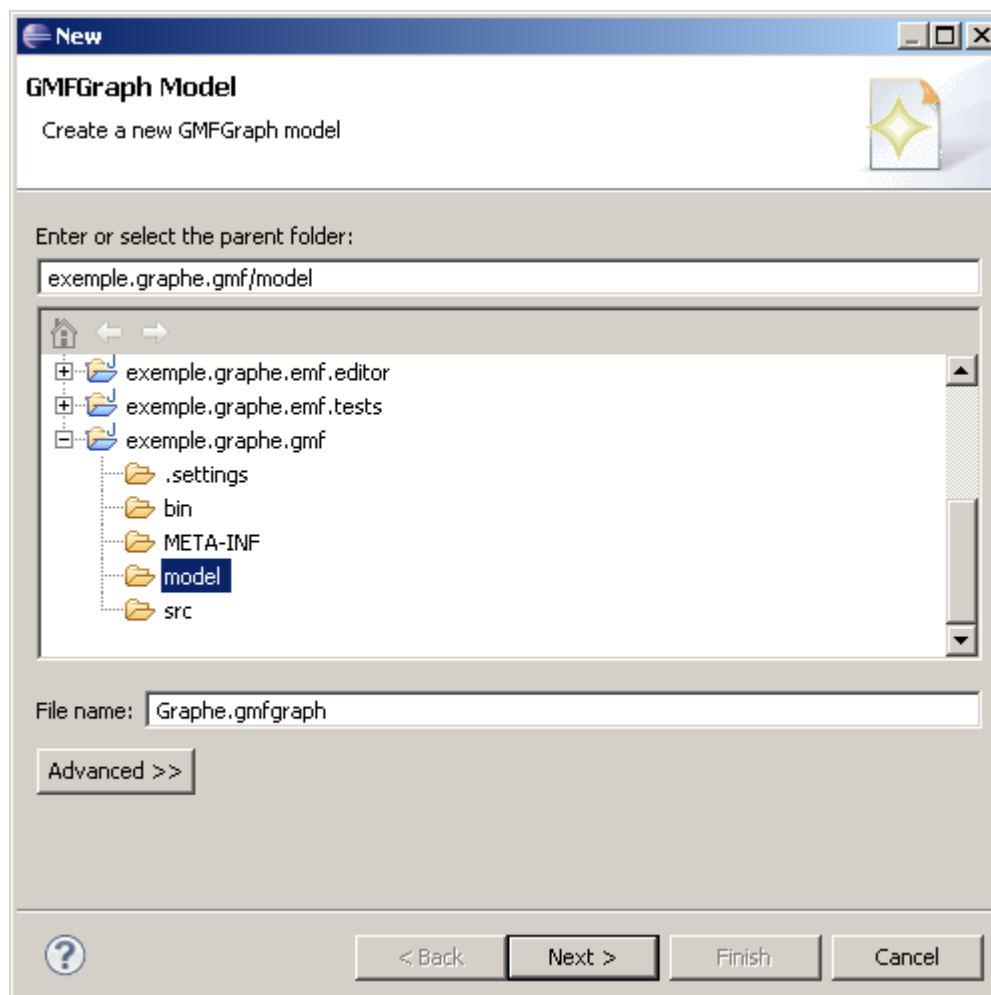 New
GMFGraph Model
Create a new GMFGraph model
Enter or select the parent folder:
exemple.graphe.gmf/model
exemple.graphe.emf.editor
exemple.graphe.emf.tests
exemple.graphe.gmf
.settings
bin
META-INF
model
src
File name: Graphe.gmfgraph
Advanced >>
? < Back Next > Finish Cancel